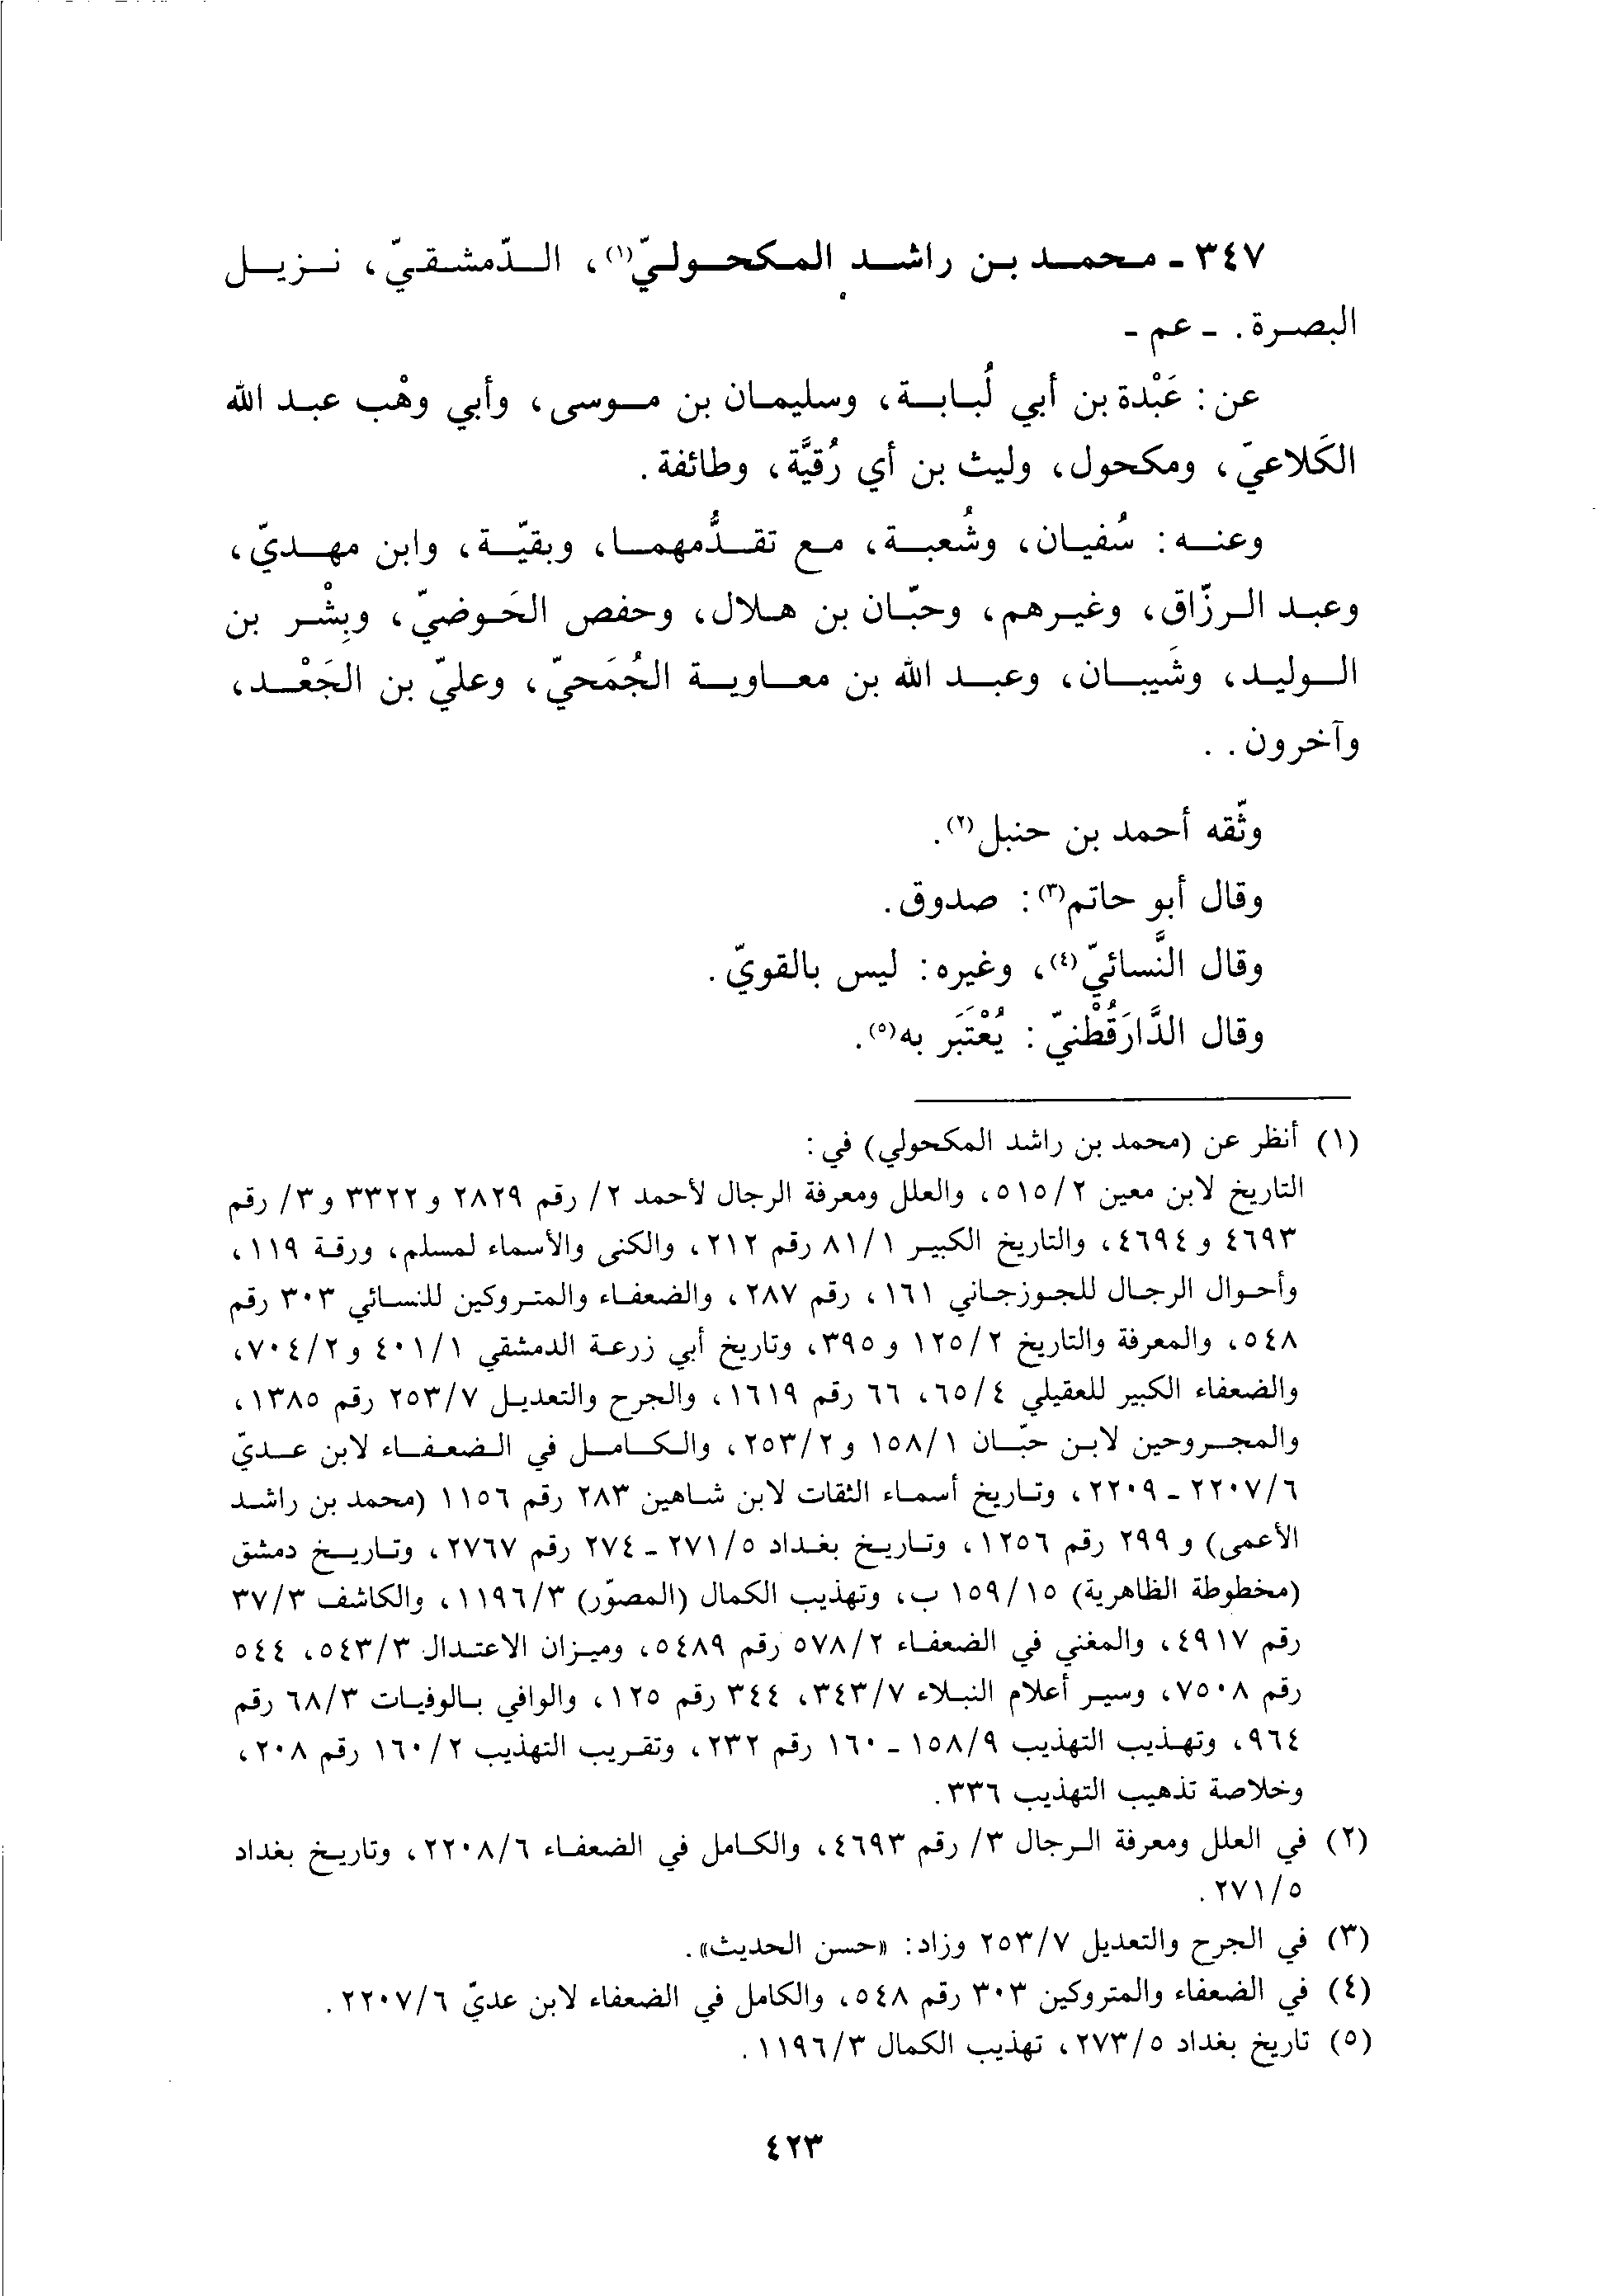 ٣٤٧ - محمد بن راشد المكحوليّ(١)، الدّمشقيّ، نزيل
البصرة. - عم -
عن: عَبْدة بن أبي لُبابة، وسليمان بن موسى، وأبي وهْب عبد الله
الكَلاعيّ، ومكحول، وليث بن أي رُقيَّة، وطائفة.
وعنه: سُفيان، وشُعبة، مع تقدُّمهما، وبقيّة، وابن مهديّ،
وعبد الرزّاق، وغيرهم، وحبّان بن هلال، وحفص الحَوضيّ، وبِشْر بن
الوليد، وشَيبان، وعبد الله بن معاوية الجُمَحيّ، وعليّ بن الجَعْد،
وآخرون. .
وثّقه أحمد بن حنبل(٢).
وقال أبو حاتم(٣): صدوق.
وقال النَّسائيّ(٤)، وغيره: ليس بالقويّ.
وقال الدَّارَقُطْنيّ: يُعْتَبَر به(٥).
(١) أنظر عن (محمد بن راشد المكحولي) في:
التاريخ لابن معين ٥١٥/٢، والعلل ومعرفة الرجال لأحمد ٢/ رقم ٢٨٢٩ و ٣٣٢٢ و٣/ رقم
٤٦٩٣ و ٤٦٩٤، والتاريخ الكبير ٨١/١ رقم ٢١٢، والكنى والأسماء لمسلم، ورقة ١١٩،
وأحوال الرجال للجوزجاني ١٦١، رقم ٢٨٧، والضعفاء والمتروكين للنسائي ٣٠٣ رقم
٥٤٨، والمعرفة والتاريخ ١٢٥/٢ و ٣٩٥، وتاريخ أبي زرعة الدمشقي ٤٠١/١ و٧٠٤/٢،
والضعفاء الكبير للعقيلي ٦٥/٤، ٦٦ رقم ١٦١٩، والجرح والتعديل ٢٥٣/٧ رقم ١٣٨٥،
والمجروحين لابن حبّان ١٥٨/١ و٢٥٣/٢، والكامل في الضعفاء لابن عديّ
٢٢٠٧/٦ - ٢٢٠٩، وتاريخ أسماء الثقات لابن شاهين ٢٨٣ رقم ١١٥٦ (محمد بن راشد
الأعمى) و ٢٩٩ رقم ١٢٥٦، وتاريخ بغداد ٢٧١/٥ - ٢٧٤ رقم ٢٧٦٧، وتاريخ دمشق
(مخطوطة الظاهرية) ١٥٩/١٥ ب، وتهذيب الكمال (المصوّر) ١١٩٦/٣، والكاشف ٣٧/٣
رقم ٤٩١٧، والمغني في الضعفاء ٥٧٨/٢ رقم ٥٤٨٩، وميزان الاعتدال ٥٤٣/٣، ٥٤٤
رقم ٧٥٠٨، وسير أعلام النبلاء ٣٤٣/٧، ٣٤٤ رقم ١٢٥، والوافي بالوفيات ٦٨/٣ رقم
٩٦٤، وتهذيب التهذيب ١٥٨/٩ - ١٦٠ رقم ٢٣٢، وتقريب التهذيب ١٦٠/٢ رقم ٢٠٨،
وخلاصة تذهيب التهذيب ٣٣٦.
(٢) في العلل ومعرفة الرجال ٣/ رقم ٤٦٩٣، والكامل في الضعفاء ٢٢٠٨/٦، وتاريخ بغداد
٢٧١/٥.
(٣) في الجرح والتعديل ٢٥٣/٧ وزاد: «حسن الحديث».
(٤) في الضعفاء والمتروكين ٣٠٣ رقم ٥٤٨، والكامل في الضعفاء لابن عديّ ٢٢٠٧/٦.
(٥) تاريخ بغداد ٢٧٣/٥، تهذيب الكمال ١١٩٦/٣.
٤٢٣